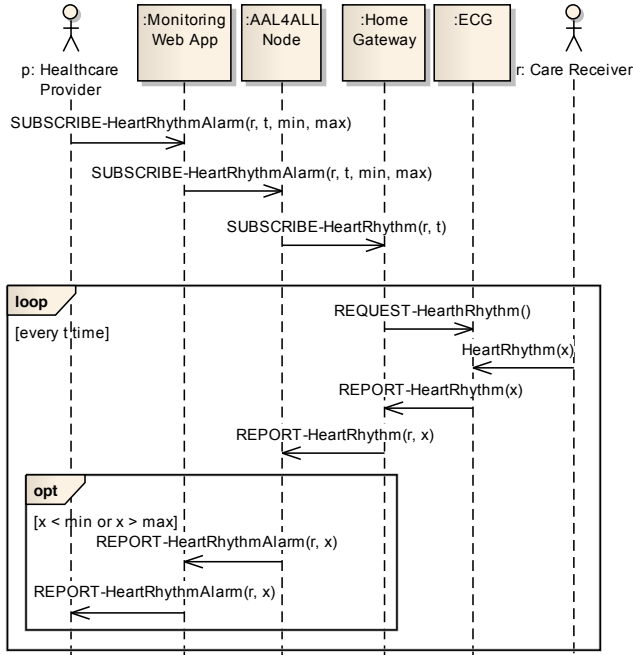 :Monitoring
Web App
:AAL4ALL
Node
:Home
Gateway
:ECG
p: Healthcare
Provider
r: Care Receiver
SUBSCRIBE-HeartRhythmAlarm(r, t, min, max)
SUBSCRIBE-HeartRhythmAlarm(r, t, min, max)
SUBSCRIBE-HeartRhythm(r, t)
loop
[every t time]
REQUEST-HearthRhythm()
HeartRhythm(x)
REPORT-HeartRhythm(x)
REPORT-HeartRhythm(r, x)
opt
[x < min or x > max]
REPORT-HeartRhythmAlarm(r, x)
REPORT-HeartRhythmAlarm(r, x)